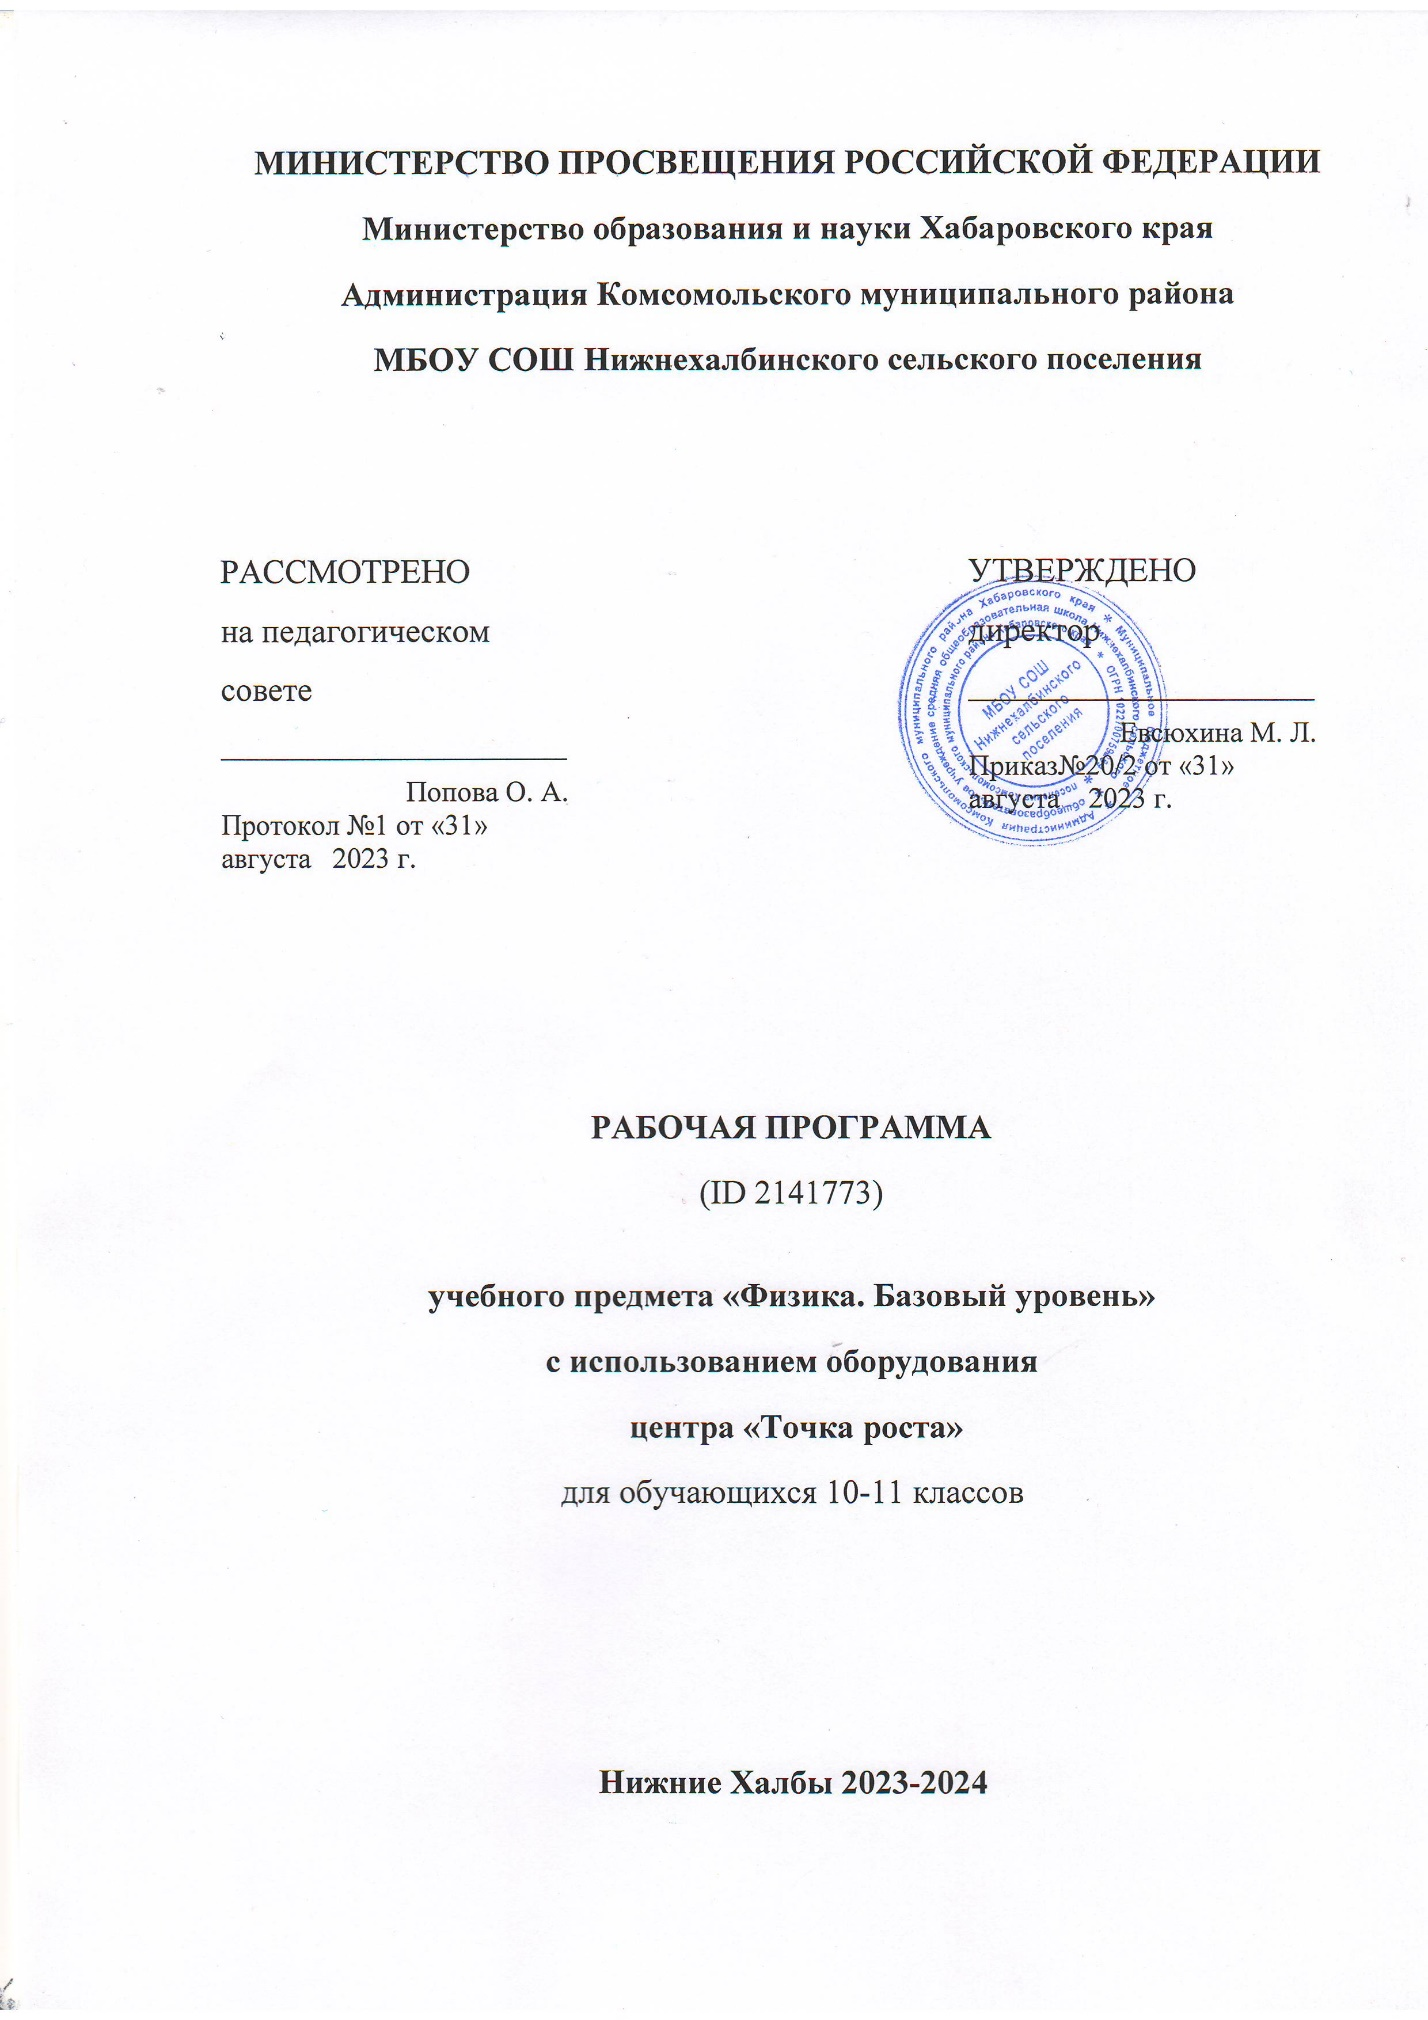 МИНИСТЕРСТВО ПРОСВЕЩЕНИЯ РОССИЙСКОЙ ФЕДЕРАЦИИ
Министерство образования и науки Хабаровского края
Администрация Комсомольского муниципального района
МБОУ СОШ Нижнехалбинского сельского поселения
РАССМОТРЕНО
на педагогическом
совете
Попова О. А.
Протокол №1 от «31»
августа 2023 г.
УТВЕРЖДЕНО
директор
Евсюхина М. Л.
Приказ№20/2 от «31»
августа 2023 г.
МБОУ СОШ
Нижнехалбинского
сельского
поселения
РАБОЧАЯ ПРОГРАММА
(ID 2141773)
учебного предмета «Физика. Базовый уровень»
с использованием оборудования
центра «Точка роста»
для обучающихся 10-11 классов
Нижние Халбы 2023-2024